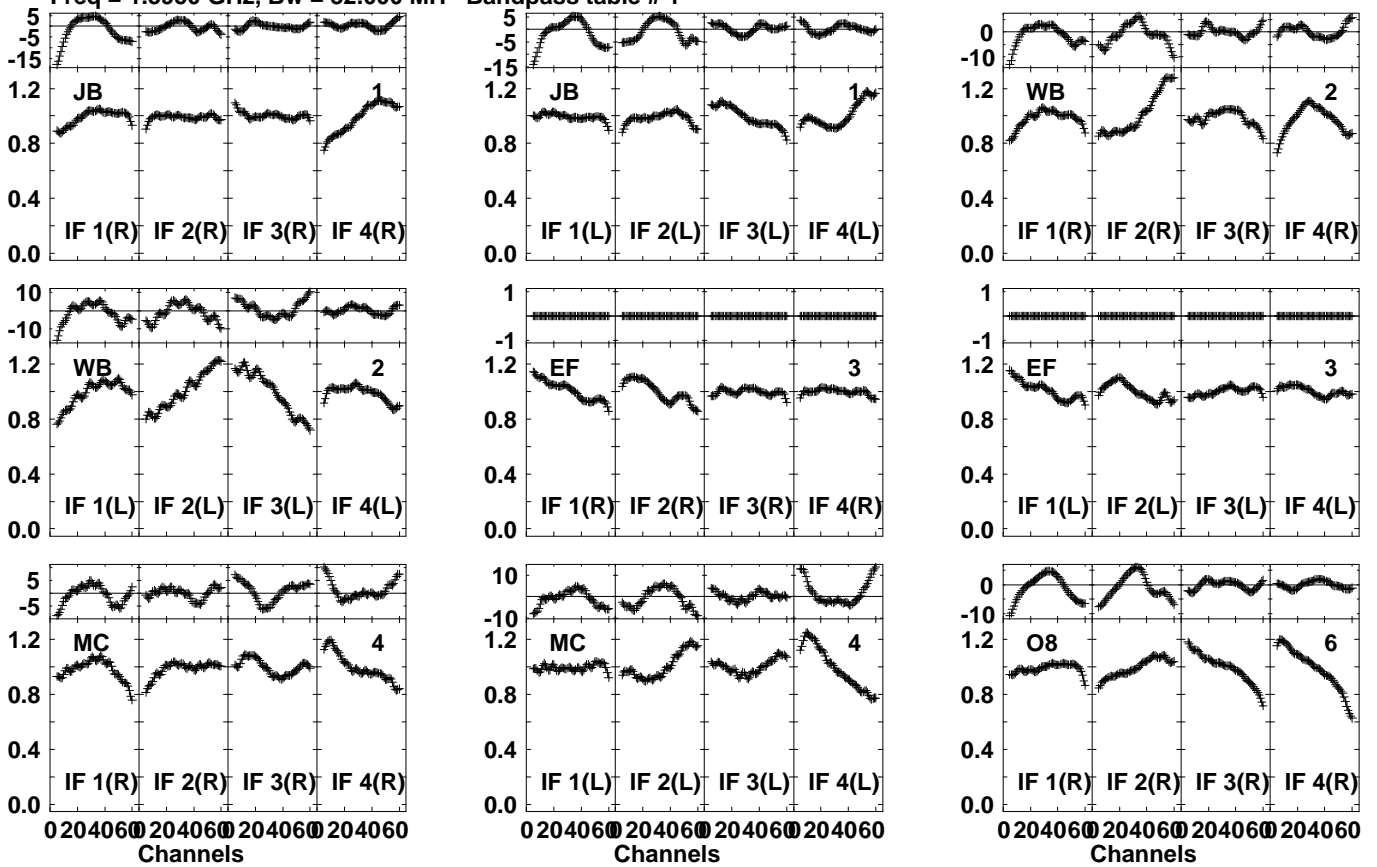 Bandpass table #
5 -5 -15
JB 1
1.2 0.8 0.4 0.0
IF 1(R) IF 2(R) IF 3(R) IF 4(R)
5 -5 -15
JB 1
1.2 0.8 0.4 0.0
IF 1(L) IF 2(L) IF 3(L) IF 4(L)
0 -10
WB 2
1.2 0.8 0.4 0.0
IF 1(R) IF 2(R) IF 3(R) IF 4(R)
10 -10
WB 2
1.2 0.8 0.4 0.0
IF 1(L) IF 2(L) IF 3(L) IF 4(L)
1 -1
EF 3
1.2 0.8 0.4 0.0
IF 1(R) IF 2(R) IF 3(R) IF 4(R)
1 -1
EF 3
1.2 0.8 0.4 0.0
IF 1(L) IF 2(L) IF 3(L) IF 4(L)
5 -5
MC 4
1.2 0.8 0.4 0.0
IF 1(R) IF 2(R) IF 3(R) IF 4(R)
0 204060 0 204060 0 204060 0 204060
Channels
10 -10
MC 4
1.2 0.8 0.4 0.0
IF 1(L) IF 2(L) IF 3(L) IF 4(L)
0 204060 0 204060 0 204060 0 204060
Channels
0 -10
O8 6
1.2 0.8 0.4 0.0
IF 1(R) IF 2(R) IF 3(R) IF 4(R)
0 204060 0 204060 0 204060 0 204060
Channels